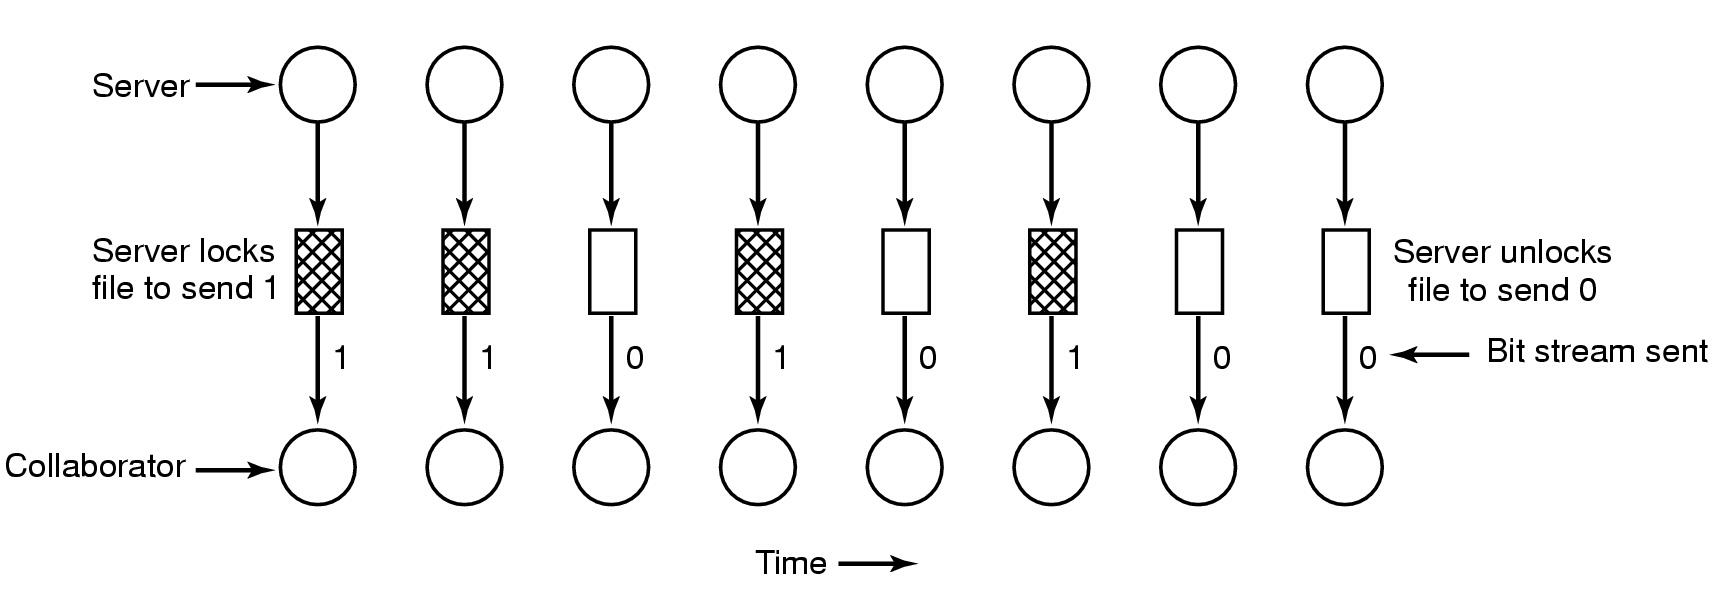 Server
Server locks
file to send 1
Server unlocks
file to send 0
1 1 0 1 0 1 0 0
Bit stream sent
Collaborator
Time